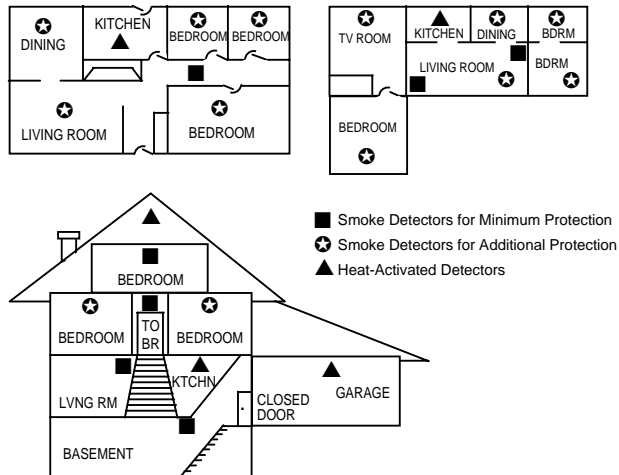 KITCHEN
DINING
BEDROOM
BEDROOM
LIVING ROOM
BEDROOM
TV ROOM
KITCHEN
DINING
BDRM
LIVING ROOM
BDRM
BEDROOM
Smoke Detectors for Minimum Protection
Smoke Detectors for Additional Protection
Heat-Activated Detectors
BEDROOM
BEDROOM
TO
BR
BEDROOM
LVNG RM
KTCHN
CLOSED
DOOR
GARAGE
BASEMENT